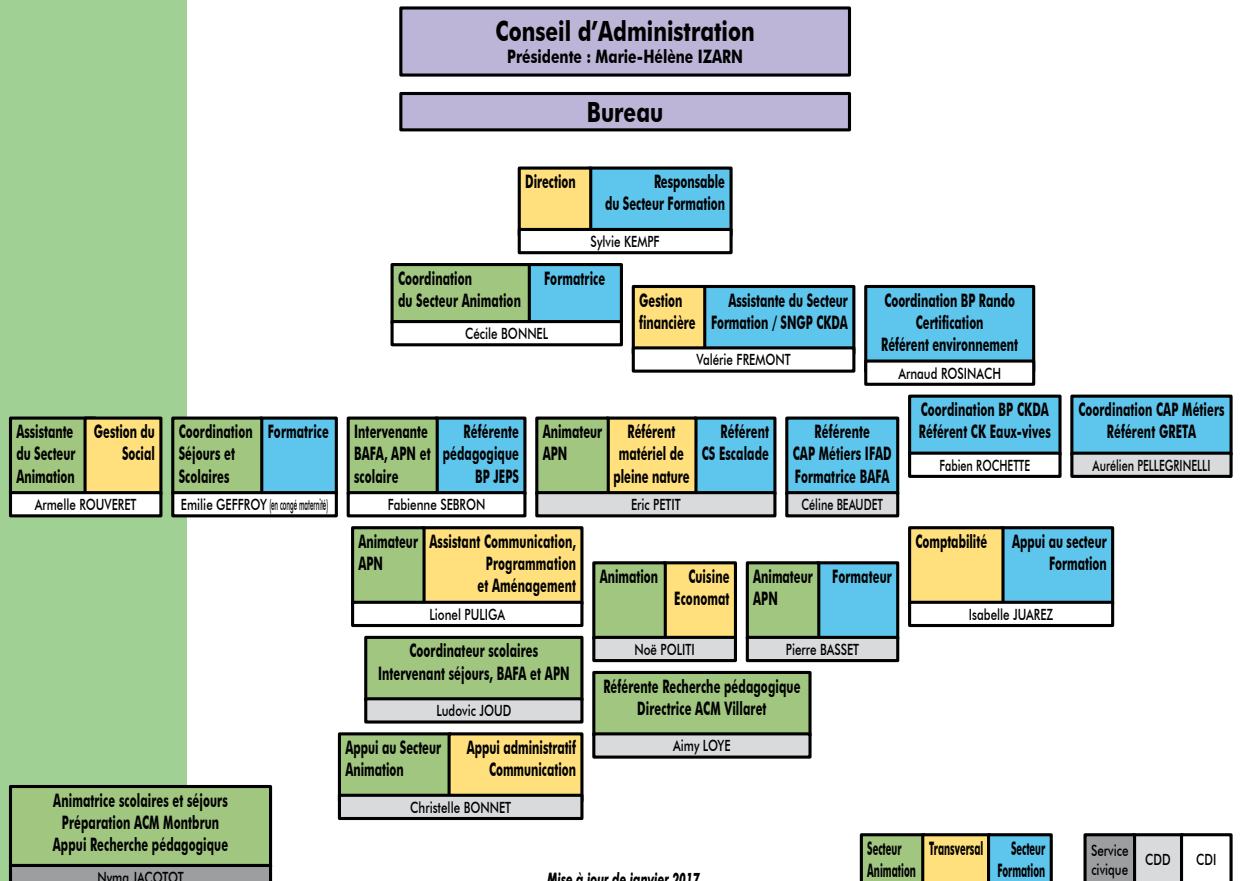 Conseil d'Administration
Présidente : Marie-Hélène IZARN
Bureau
Direction
Responsable
du Secteur Formation
Sylvie KEMPF
Coordination
du Secteur Animation
Formatrice
Cécile BONNEL
Gestion
financière
Assistante du Secteur
Formation / SNGP CKDA
Valérie FREMONT
Coordination BP Rando
Certification
Référent environnement
Arnaud ROSINACH
Assistante
du Secteur
Animation
Gestion du
Social
Armelle ROUVERET
Coordination
Séjours et
Scolaires
Formatrice
Emilie GEFFROY (en congé maternité)
Intervenante
BAFA, APN et
scolaire
Référente
pédagogique
BP JEPS
Fabienne SEBRON
Animateur
APN
Référent
matériel de
pleine nature
Référent
CS Escalade
Eric PETIT
Référente
CAP Métiers IFAD
Formatrice BAFA
Céline BEAUDET
Coordination BP CKDA
Référent CK Eaux-vives
Fabien ROCHETTE
Coordination CAP Métiers
Référent GRETA
Aurélien PELLEGRINELLI
Animateur
APN
Assistant Communication,
Programmation
et Aménagement
Lionel PULIGA
Animation
Cuisine
Economat
Noë POLITI
Animateur
APN
Formateur
Pierre BASSET
Comptabilité
Appui au secteur
Formation
Isabelle JUAREZ
Coordinateur scolaires
Intervenant séjours, BAFA et APN
Ludovic JOUD
Référente Recherche pédagogique
Directrice ACM Villaret
Aimy LOYE
Appui au Secteur
Animation
Appui administratif
Communication
Christelle BONNET
Animatrice scolaires et séjours
Préparation ACM Montbrun
Appui Recherche pédagogique
Nyma JACOTOT
Mise à jour de janvier 2017
Secteur
Animation
Transversal
Secteur
Formation
Service
civique
CDD
CDI